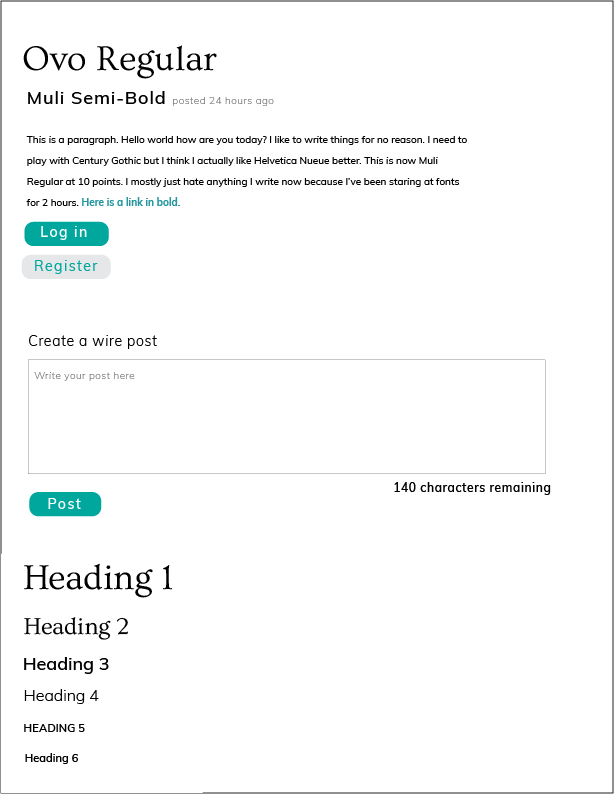 Ovo Regular
Muli Semi-Bold posted 24 hours ago
This is a paragraph. Hello world how are you today? I like to write things for no reason. I need to
play with Century Gothic but I think I actually like Helvetica Nueue better. This is now Muli
Regular at 10 points. I mostly just hate anything I write now because I've been staring at fonts
for 2 hours. Here is a link in bold.
Log in
Register
Create a wire post
Write your post here
140 characters remaining
Post
Heading 1
Heading 2
Heading 3
Heading 4
HEADING 5
Heading 6